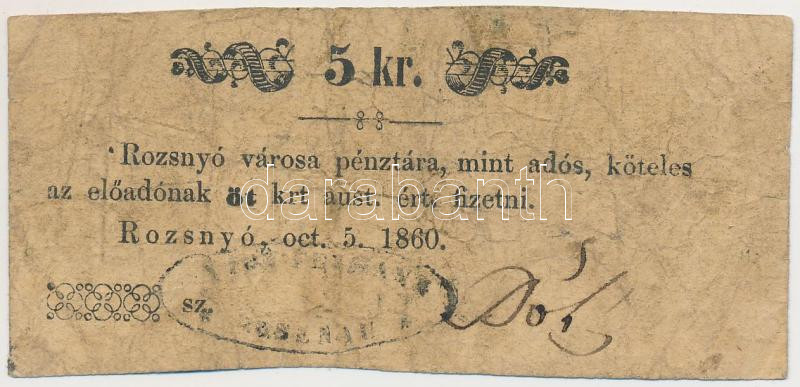 5 kr.
Rozsnyó városa pénztára, mint adós, köteles
az előadónak öt krt aust. ért. fizetni.
Rozsnyó, oct. 5. 1860.
sz.
darabanth